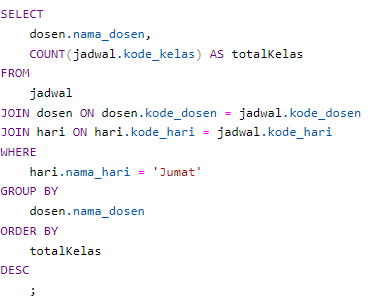 SELECT
    dosen.nama_dosen,
    COUNT(jadwal.kode_kelas) AS totalKelas
FROM
    jadwal
JOIN dosen ON dosen.kode_dosen = jadwal.kode_dosen
JOIN hari ON hari.kode_hari = jadwal.kode_hari
WHERE
    hari.nama_hari = 'Jumat'
GROUP BY
    dosen.nama_dosen
ORDER BY
    totalKelas
DESC
    ;